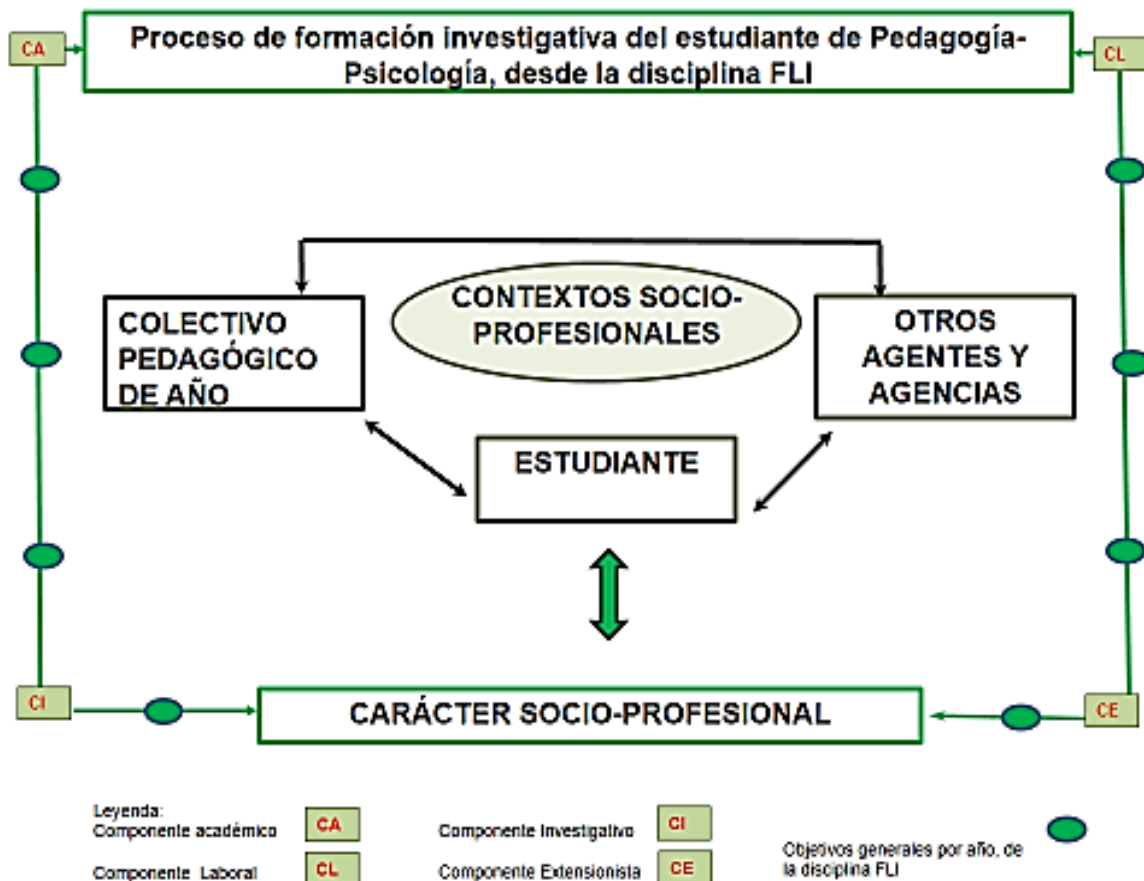 CA
Proceso de formación investigativa del estudiante de Pedagogía-
Psicología, desde la disciplina FLI
CL
CONTEXTOS SOCIO-
PROFESIONALES
COLECTIVO
PEDAGÓGICO
DE AÑO
OTROS
AGENTES Y
AGENCIAS
ESTUDIANTE
CI
CARÁCTER SOCIO-PROFESIONAL
CE
Leyenda:
Componente académico CA
Componente Investigativo CI
Componente Laboral CL
Componente Extensionista CE
Objetivos generales por año, de
la disciplina FLI